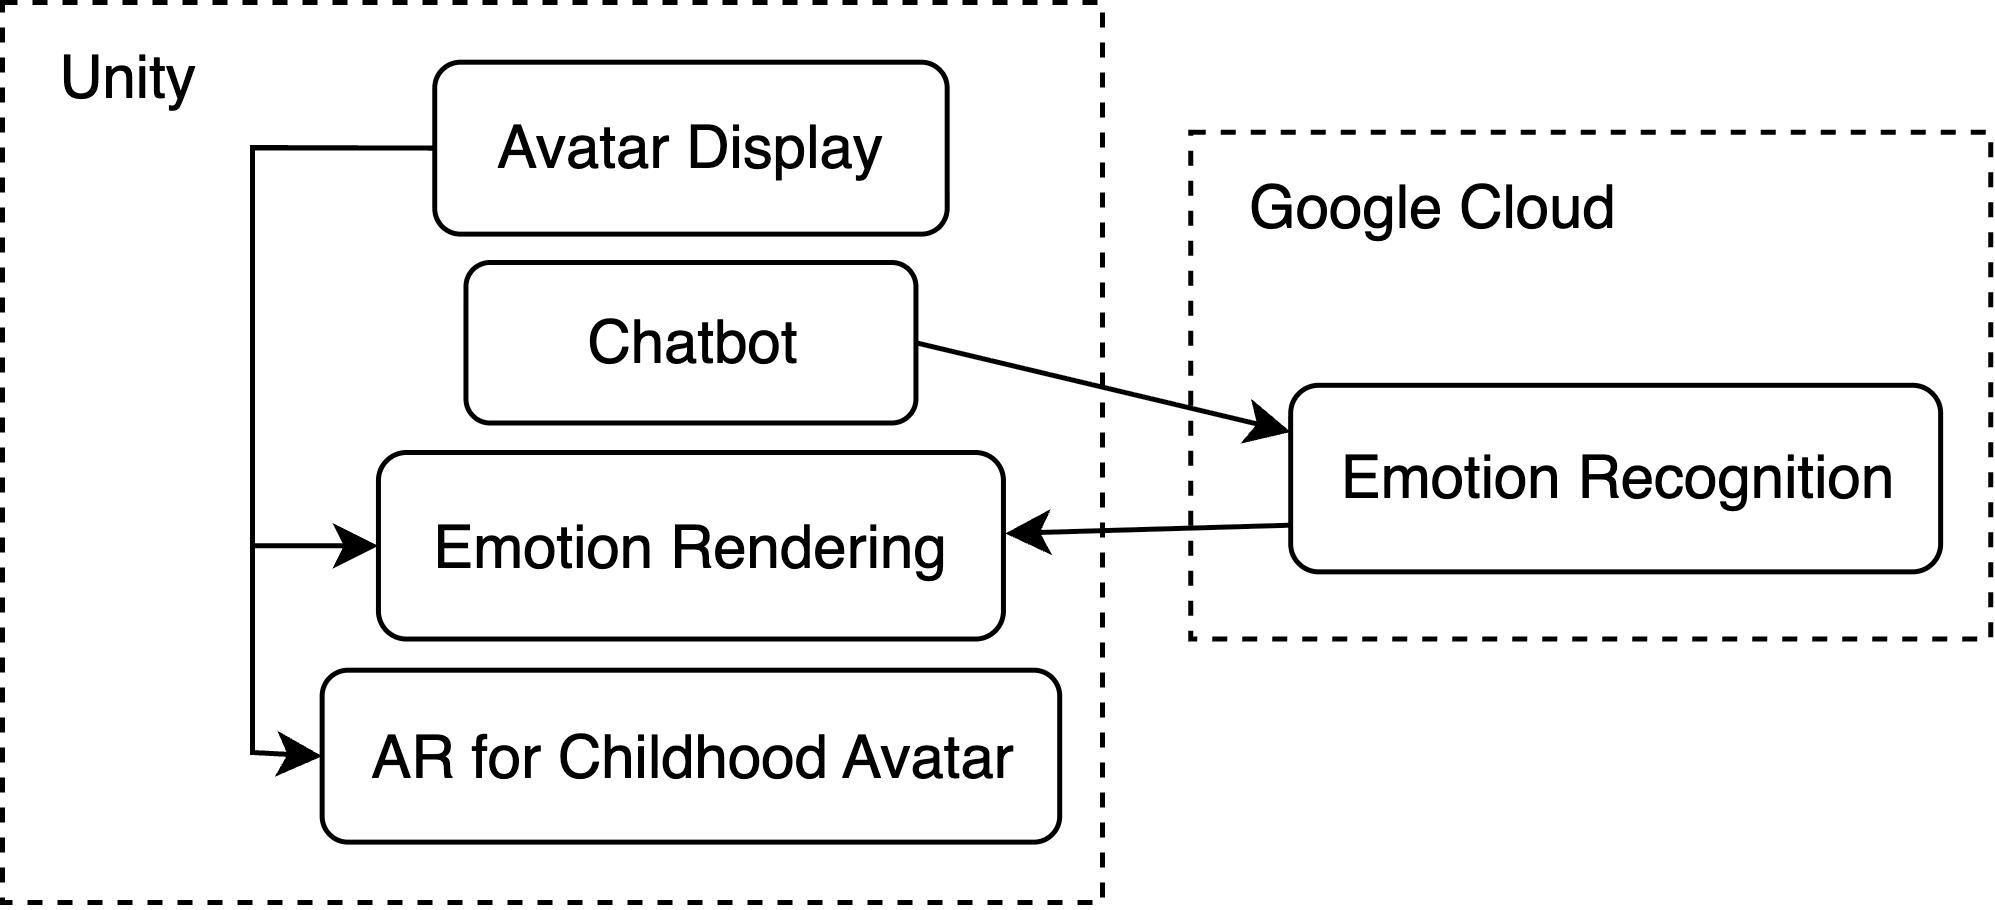 Unity
Avatar Display
Chatbot
Emotion Rendering
AR for Childhood Avatar
Google Cloud
Emotion Recognition